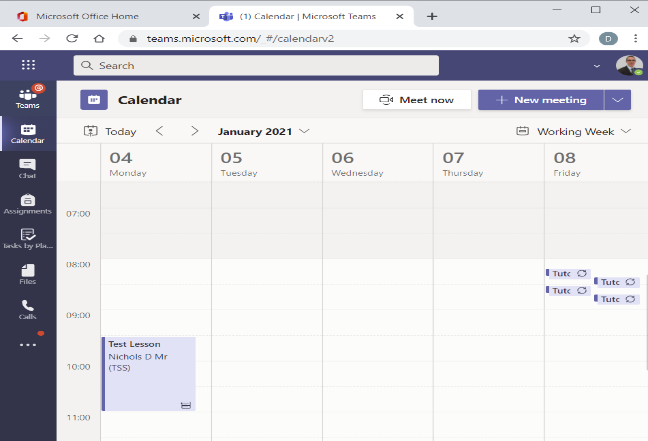 Microsoft Office Home
(1) Calendar | Microsoft Teams
teams.microsoft.com/_#/calendarv2
D
Search
Teams
Calendar
Chat
Assignments
Tasks by Pla...
Files
Calls
Calendar
Meet now
New meeting
Today
January 2021
Working Week
04
Monday
05
Tuesday
06
Wednesday
07
Thursday
08
Friday
07:00
08:00
09:00
10:00
11:00
Tutc
Tutc
Tutc
Tutc
Test Lesson
Nichols D Mr
(TSS)